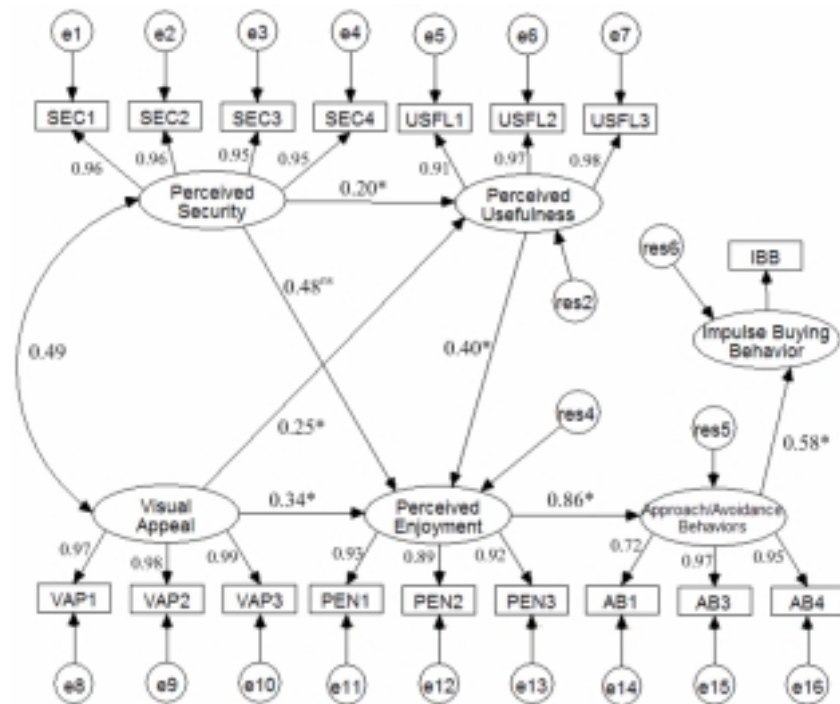 e1 e2 e3 e4 e5 e6 e7
SEC1 SEC2 SEC3 SEC4 USFL1 USFL2 USFL3
0.96 0.96 0.95 0.95 0.91 0.97 0.98
Perceived
Security
0.20*
Perceived
Usefulness
res6
IBB
res2
0.48ns
Impulse Buying
Behavior
0.49
0.40*
0.25*
res4
res5
0.58*
Visual
Appeal
0.34*
Perceived
Enjoyment
0.86*
Approach/Avoidance
Behaviors
0.97 0.98 0.99 0.93 0.89 0.92 0.72 0.97 0.95
VAP1 VAP2 VAP3 PEN1 PEN2 PEN3 AB1 AB3 AB4
e8 e9 e10 e11 e12 e13 e14 e15 e16